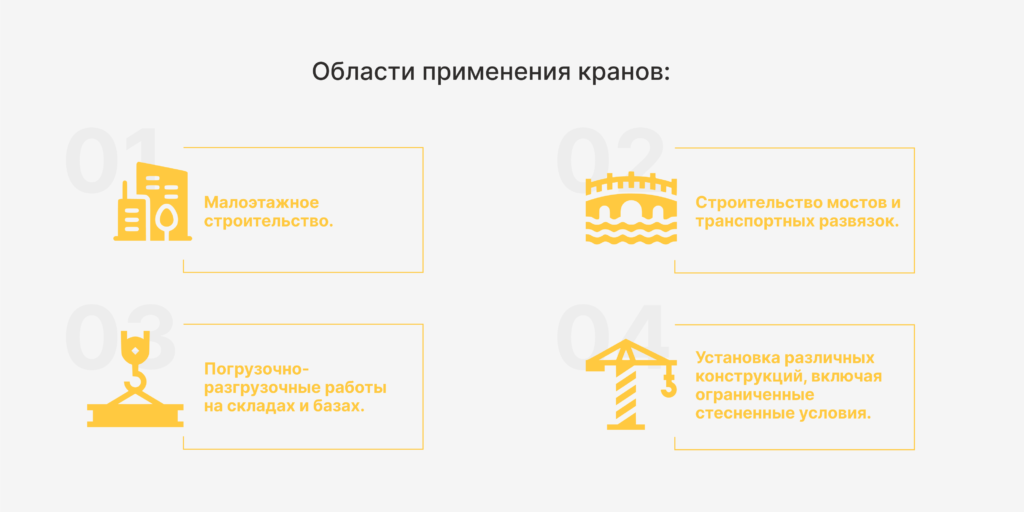 Области применения кранов:
01
Малоэтажное
строительство.
02
Строительство мостов и
транспортных развязок.
03
Погрузочно-
разгрузочные работы
на складах и базах.
04
Установка различных
конструкций, включая
ограниченные
стесненные условия.